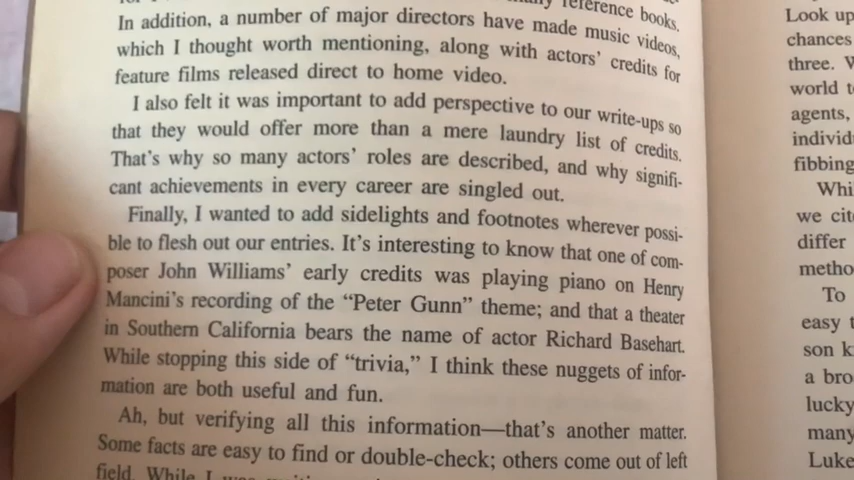 reference books.
In addition, a number of major directors have made music videos,
which I thought worth mentioning, along with actors' credits for
feature films released direct to home video.
I also felt it was important to add perspective to our write-ups so
that they would offer more than a mere laundry list of credits.
That's why so many actors' roles are described, and why signifi-
cant achievements in every career are singled out.
Finally, I wanted to add sidelights and footnotes wherever possi-
ble to flesh out our entries. It's interesting to know that one of com-
poser John Williams' early credits was playing piano on Henry
Mancini's recording of the "Peter Gunn" theme; and that a theater
in Southern California bears the name of actor Richard Basehart.
While stopping this side of "trivia," I think these nuggets of infor-
mation are both useful and fun.
Ah, but verifying all this information—that's another matter.
Some facts are easy to find or double-check; others come out of left
field. While I
Look up
chances
three.
world
agents,
individ
fibbing
Whi
we cit
differ
metho
To
easy
son
a bro
lucky
many
Luke